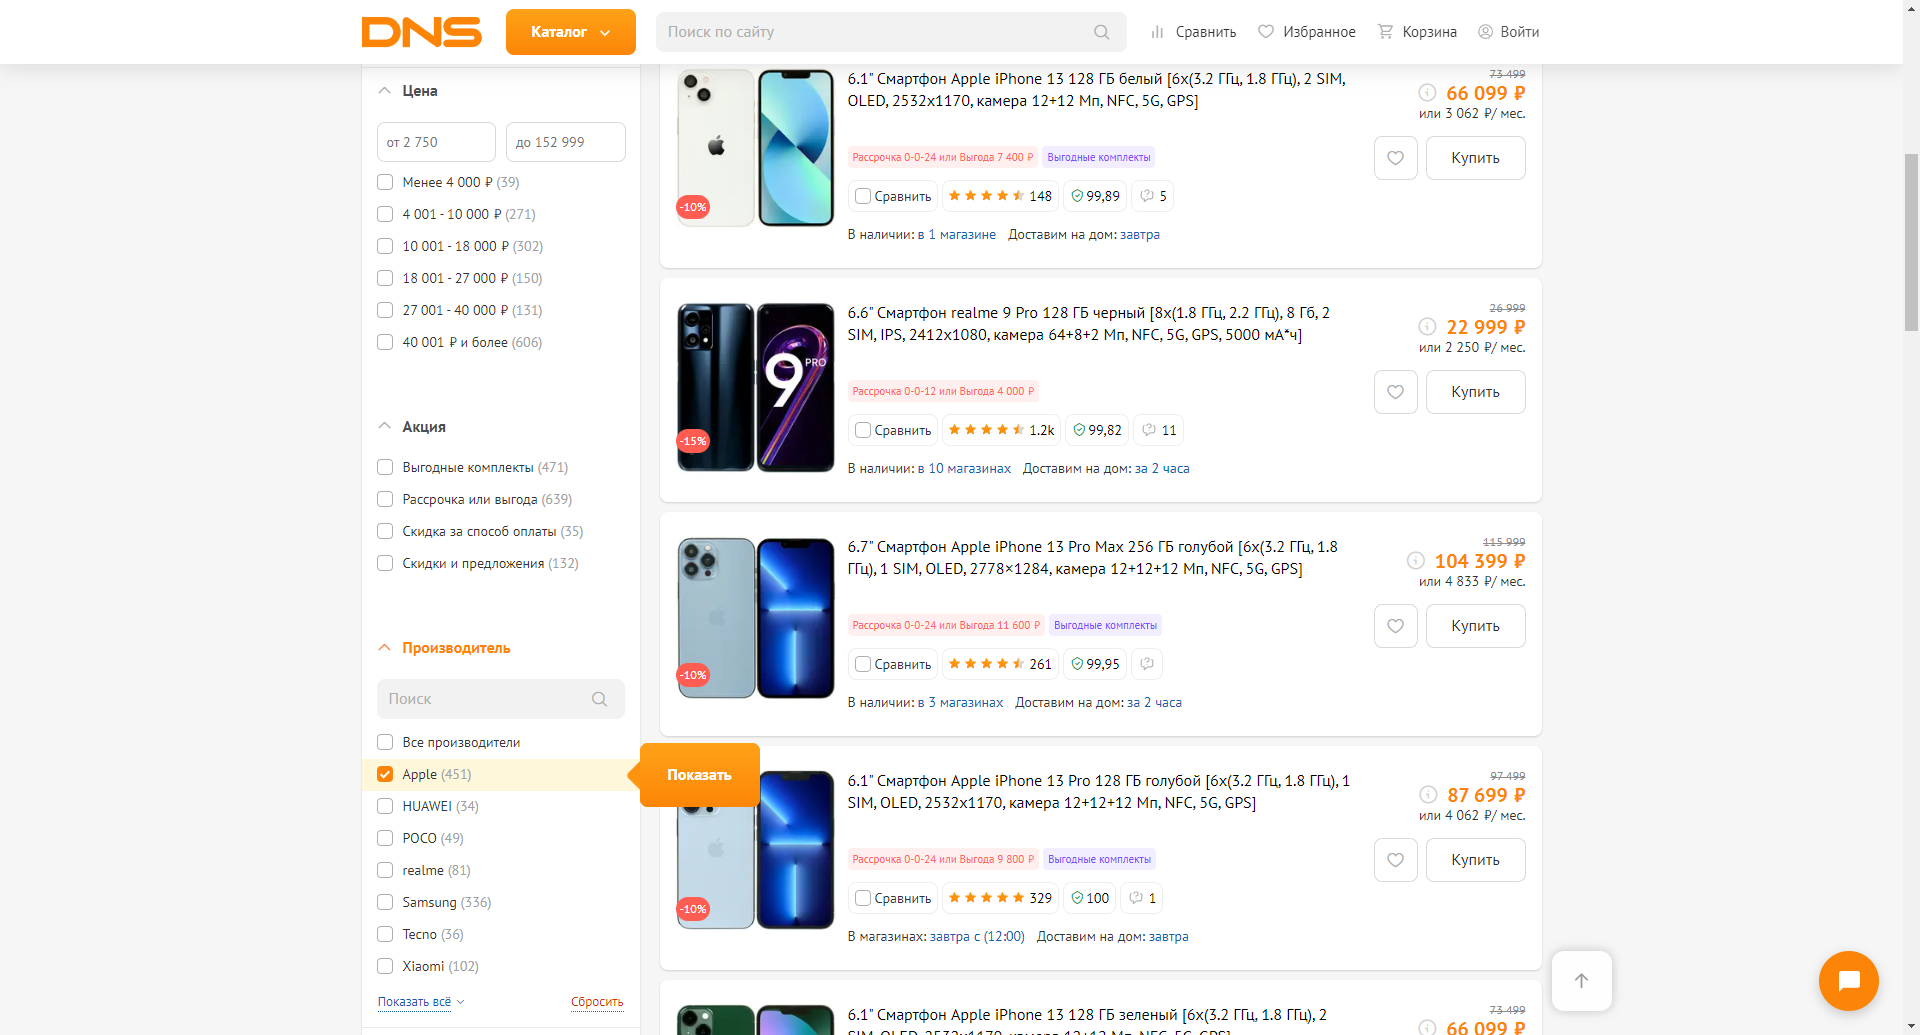 DNS
Каталог
Поиск по сайту
Сравнить
Избранное
Корзина
Войти
Цена
от 2 750
до 152 999
Менее 4 000 ₽ (39)
4 001 - 10 000 ₽ (271)
10 001 - 18 000 ₽ (302)
18 001 - 27 000 ₽ (150)
27 001 - 40 000 ₽ (131)
40 001 ₽ и более (606)
Акция
Выгодные комплекты (471)
Рассрочка или выгода (639)
Скидка за способ оплаты (35)
Скидки и предложения (132)
Производитель
Поиск
Все производители
Apple (451)
Показать
HUAWEI (34)
POCO (49)
realme (81)
Samsung (336)
Tecno (36)
Xiaomi (102)
Показать всё
Сбросить
6.1" Смартфон Apple iPhone 13 128 ГБ белый [6x(3.2 ГГц, 1.8 ГГц), 2 SIM,
OLED, 2532x1170, камера 12+12 Мп, NFC, 5G, GPS]
73 499
66 099 ₽
или 3 062 ₽/ мес.
Купить
Рассрочка 0-0-24 или Выгода 7 400 ₽
Выгодные комплекты
-10%
Сравнить
148
99,89
5
В наличии: в 1 магазине Доставим на дом: завтра
6.6" Смартфон realme 9 Pro 128 ГБ черный [8x(1.8 ГГц, 2.2 ГГц), 8 Гб, 2
SIM, IPS, 2412x1080, камера 64+8+2 Мп, NFC, 5G, GPS, 5000 мА*ч]
26 999
22 999 ₽
или 2 250 ₽/ мес.
Купить
9 PRO
Рассрочка 0-0-12 или Выгода 4 000 ₽
-15%
Сравнить
1.2k
99,82
11
В наличии: в 10 магазинах Доставим на дом: за 2 часа
6.7" Смартфон Apple iPhone 13 Pro Max 256 ГБ голубой [6x(3.2 ГГц, 1.8
ГГц), 1 SIM, OLED, 2778×1284, камера 12+12+12 Мп, NFC, 5G, GPS]
115 999
104 399 ₽
или 4 833 ₽/ мес.
Купить
Рассрочка 0-0-24 или Выгода 11 600 ₽
Выгодные комплекты
-10%
Сравнить
261
99,95
В наличии: в 3 магазинах Доставим на дом: за 2 часа
6.1" Смартфон Apple iPhone 13 Pro 128 ГБ голубой [6x(3.2 ГГц, 1.8 ГГц), 1
SIM, OLED, 2532x1170, камера 12+12+12 Мп, NFC, 5G, GPS]
97 499
87 699 ₽
или 4 062 ₽/ мес.
Купить
Рассрочка 0-0-24 или Выгода 9 800 ₽
Выгодные комплекты
-10%
Сравнить
329
100
1
В магазинах: завтра с (12:00) Доставим на дом: завтра
6.1" Смартфон Apple iPhone 13 128 ГБ зеленый [6x(3.2 ГГц, 1.8 ГГц), 2
SIM, OLED, 2532x1170, камера 12+12 Мп, NFC, 5G, GPS]
73 499
66 099 ₽